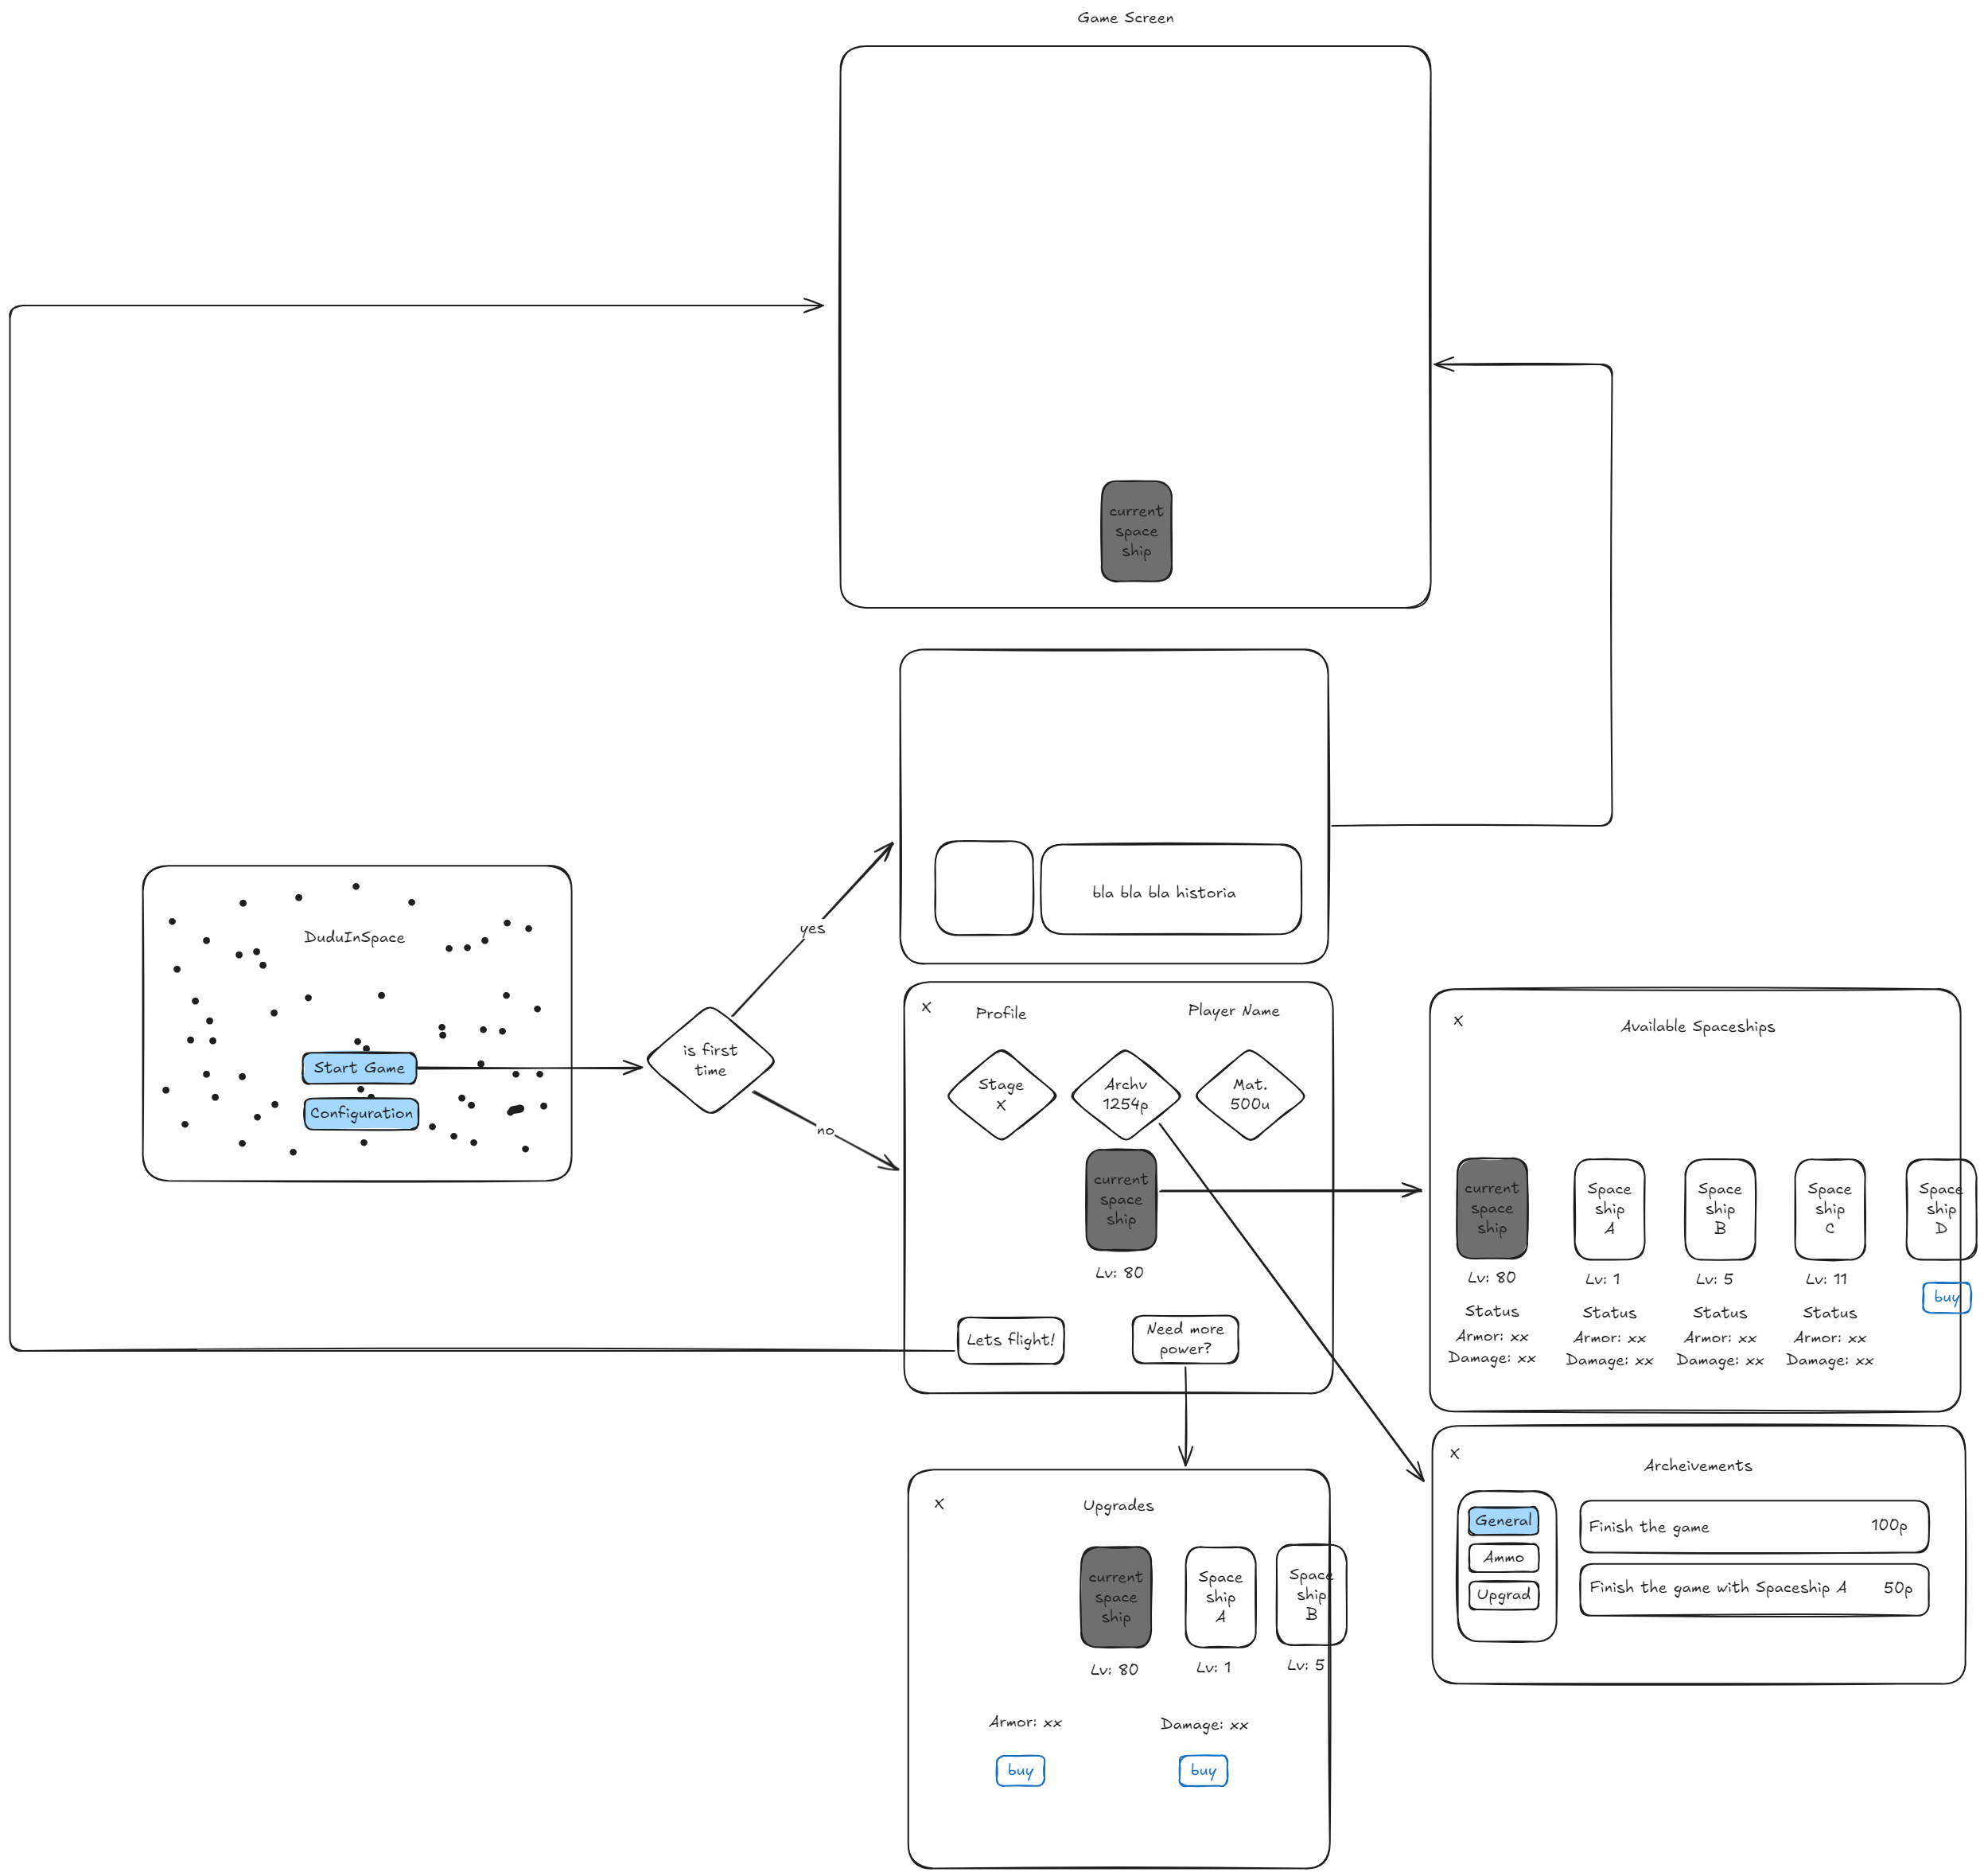 Game Screen
current
space
ship
bla bla bla historia
DuduInSpace
Start Game
Configuration
is first
time
yes
no
X
Profile
Player Name
Stage
X
Archv
1254p
Mat.
500u
current
space
ship
Lv: 80
Lets flight!
Need more
power?
X
Available Spaceships
current
space
ship
Lv: 80
Status
Armor: xx
Damage: xx
Space
ship
A
Lv: 1
Status
Armor: xx
Damage: xx
Space
ship
B
Lv: 5
Status
Armor: xx
Damage: xx
Space
ship
C
Lv: 11
Status
Armor: xx
Damage: xx
Space
ship
D
buy
X
Archeivements
General
Ammo
Upgrad
Finish the game 100p
Finish the game with Spaceship A 50p
X
Upgrades
current
space
ship
Lv: 80
Space
ship
A
Lv: 1
Space
ship
B
Lv: 5
Armor: xx
buy
Damage: xx
buy